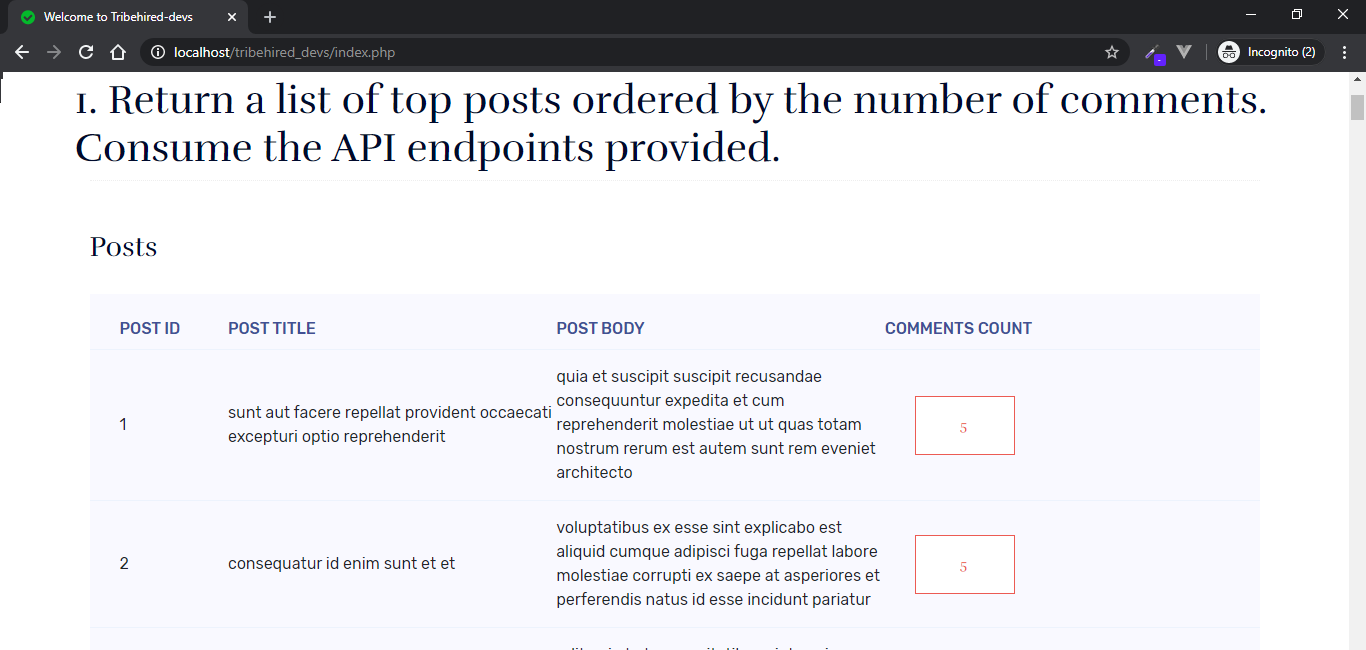 Welcome to Tribehired-devs
localhost/tribehired_devs/index.php
Incognito (2)
1. Return a list of top posts ordered by the number of comments.
Consume the API endpoints provided.
Posts
POST ID POST TITLE POST BODY COMMENTS COUNT
quia et suscipit suscipit recusandae
consequuntur expedita et cum
sunt aut facere repellat provident occaecati
1 reprehenderit molestiae ut ut quas totam 5
excepturi optio reprehenderit
nostrum rerum est autem sunt rem eveniet
architecto
voluptatibus ex esse sint explicabo est
aliquid cumque adipisci fuga repellat labore
2 consequatur id enim sunt et et 5
molestiae corrupti ex saepe at asperiores et
perferendis natus id esse incidunt pariatur